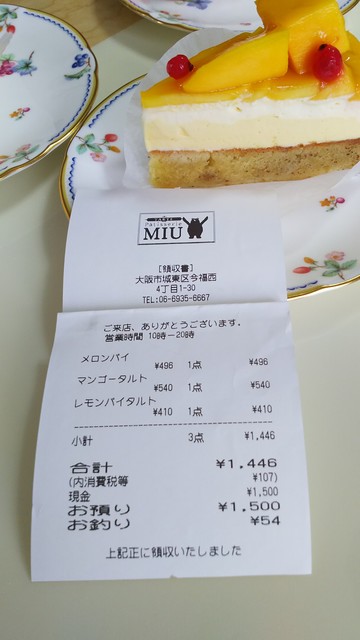 Pâtisserie
MIU
[領収書]
大阪市城東区今福西
4丁目1-30
TEL:06-6935-6667
ご来店、ありがとうございます。
営業時間 10時－20時
メロンパイ
¥496 1点 ¥496
マンゴータルト
¥540 1点 ¥540
レモンパイタルト
¥410 1点 ¥410
小計 3点 ¥1,446
合計 ¥1,446
(内消費税等 ¥107)
現金 ¥1,500
お預り ¥1,500
お釣り ¥54
上記正に領収いたしました